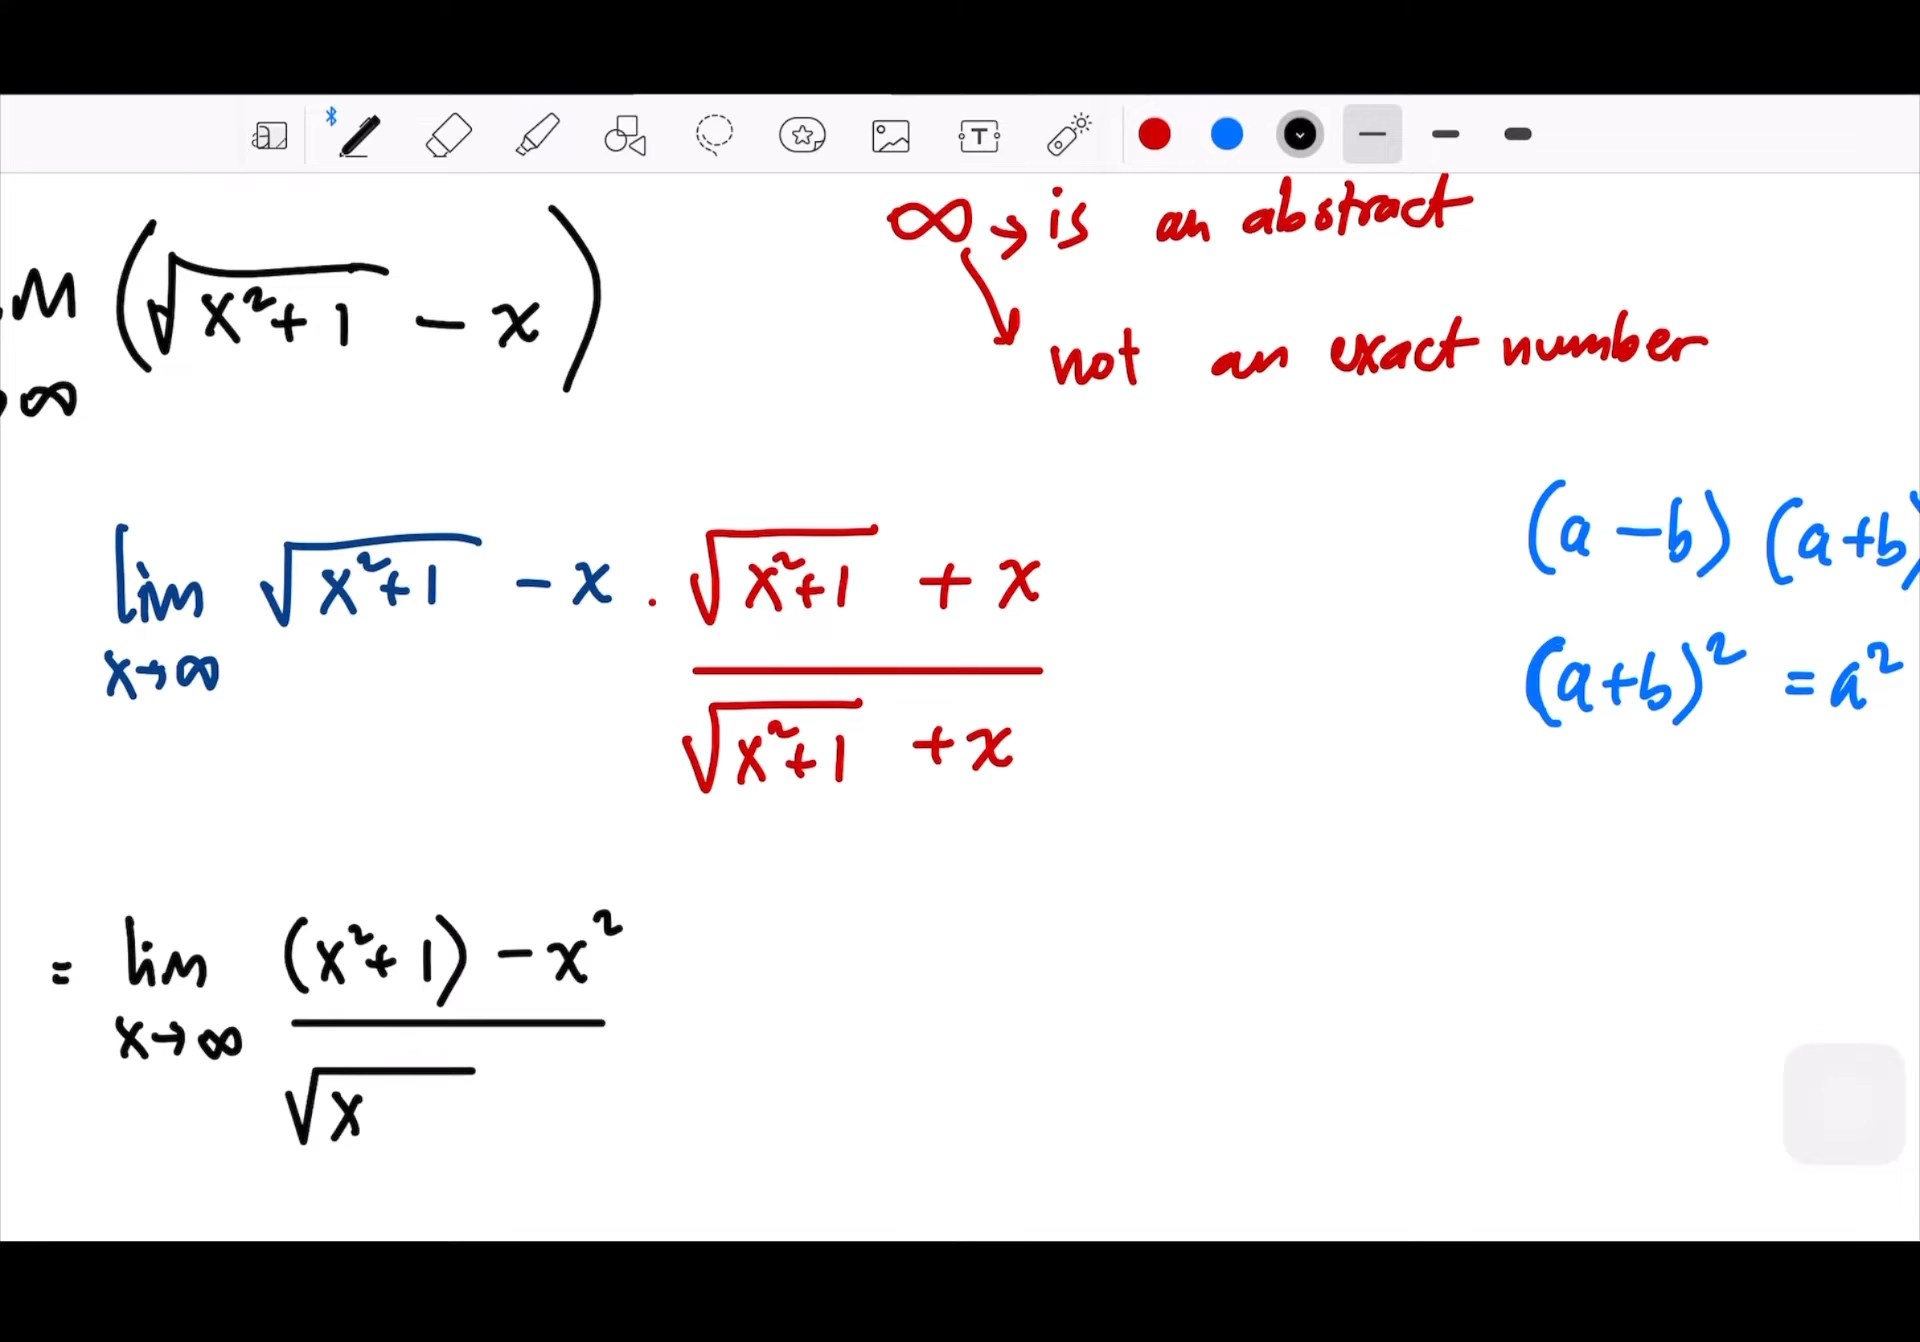 (√x²+1 - x)
∞ → is an abstract
→∞
not an exact number
lim √x²+1 - x . √x²+1 + x
x→∞
√x²+1 + x
(a-b) (a+b)
(a+b)² = a²
= lim (x²+1) - x²
x→∞
√x